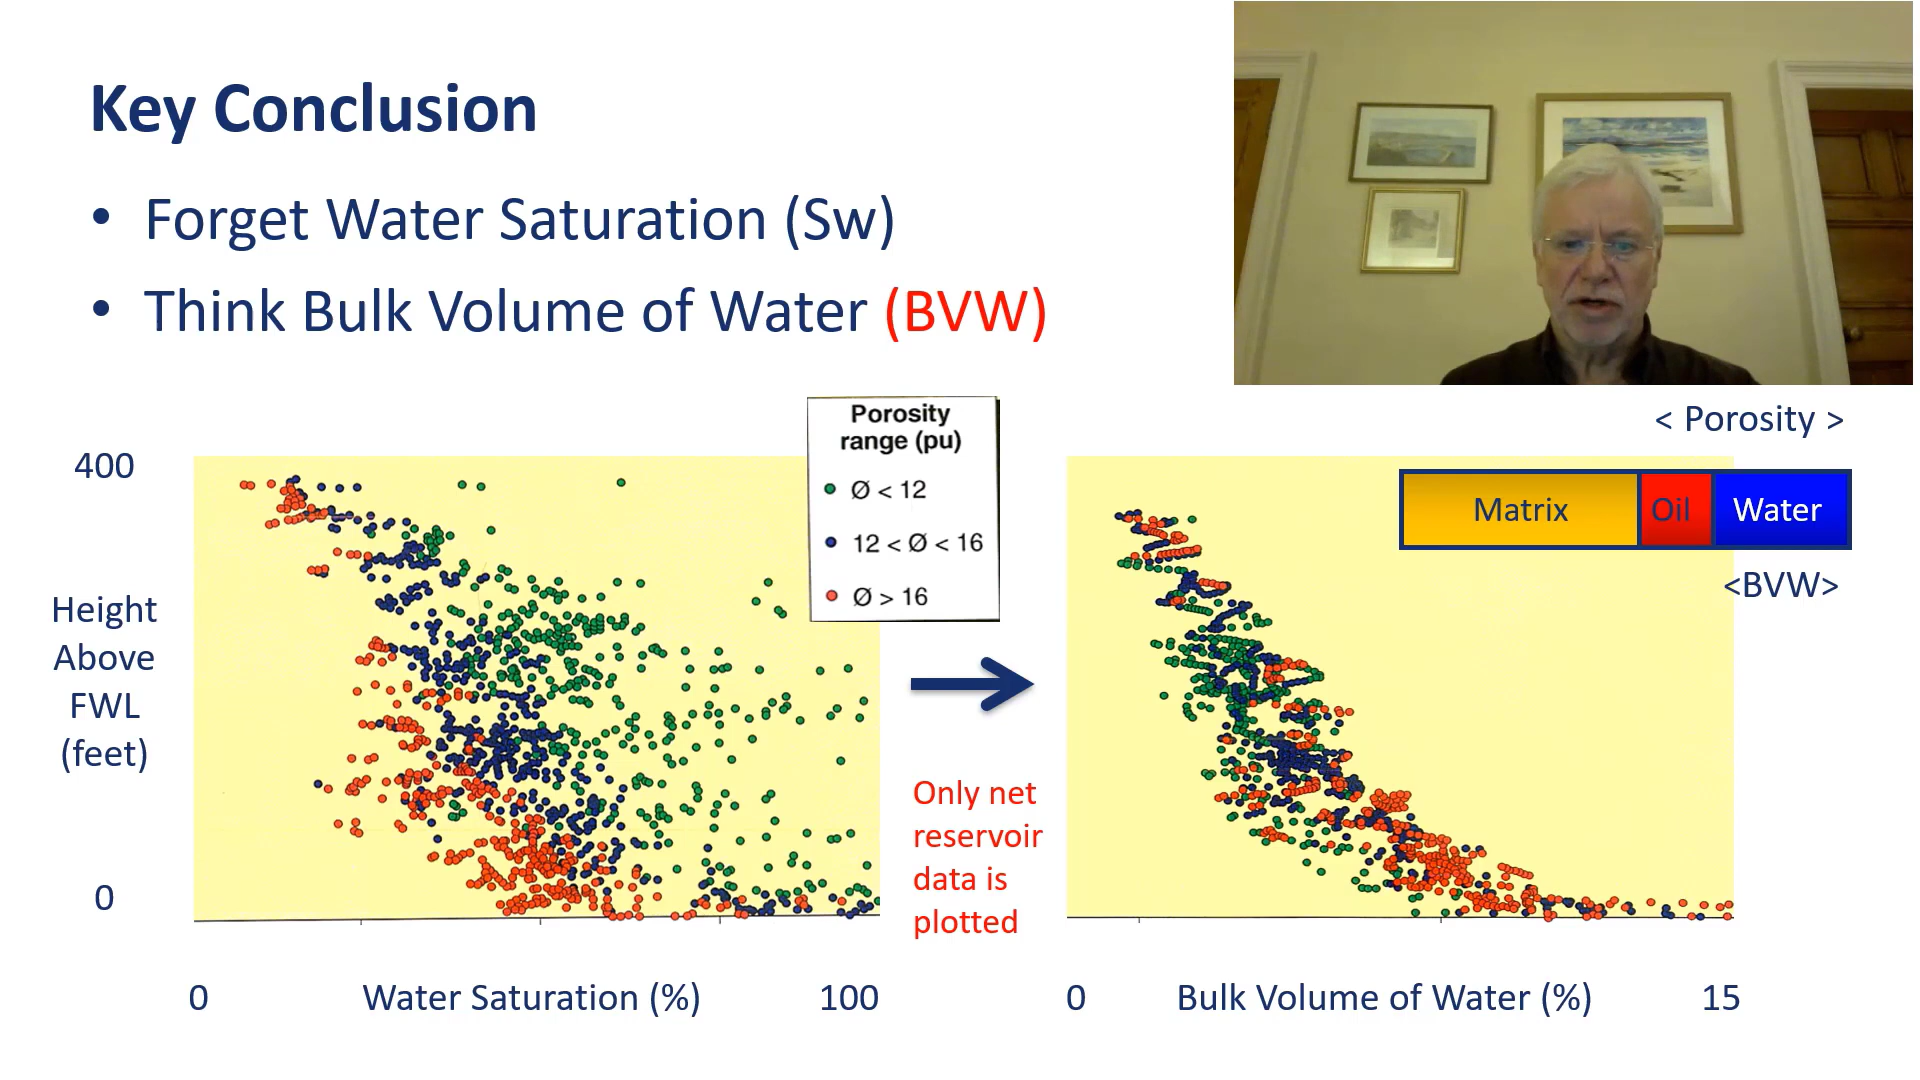 Key Conclusion
• Forget Water Saturation (Sw)
• Think Bulk Volume of Water (BVW)
Porosity
range (pu)
Ø < 12
12 < Ø < 16
Ø > 16
< Porosity >
Matrix Oil Water
<BVW>
400
Height
Above
FWL
(feet)
0
Only net
reservoir
data is
plotted
0 Water Saturation (%) 100
0 Bulk Volume of Water (%) 15